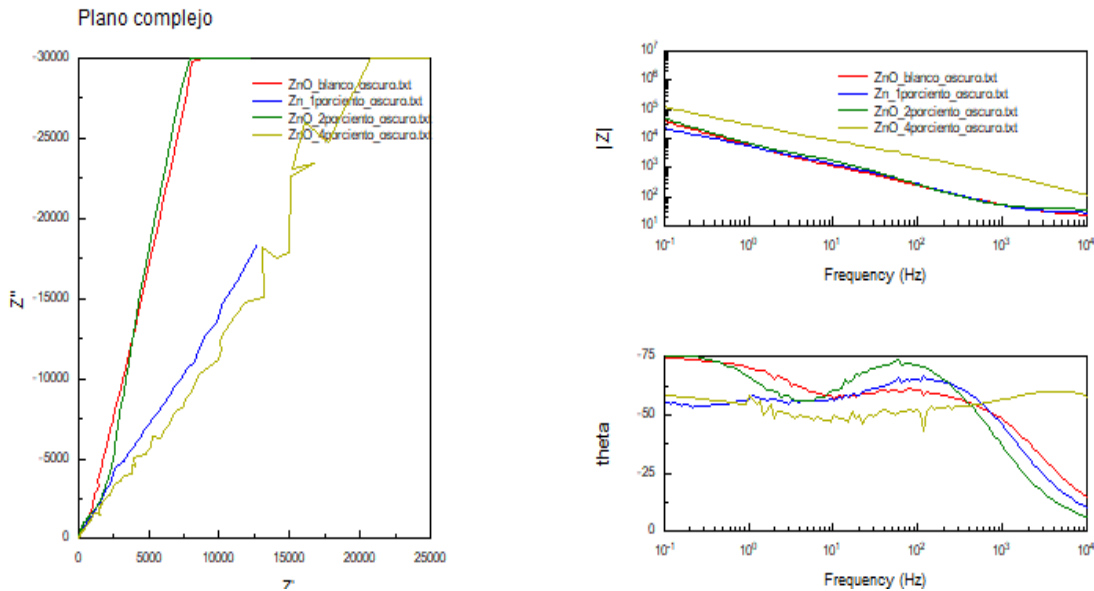 Plano complejo
-30000
-25000
-20000
-15000
-10000
-5000
0
Z''
0
5000
10000
15000
20000
25000
Z'
ZnO_blanco_oscuro.txt
Zn_1porciento_oscuro.txt
ZnO_2porciento_oscuro.txt
ZnO_4porciento_oscuro.txt
10^7
10^6
10^5
10^4
10^3
10^2
10^1
|Z|
10^-1
10^0
10^1
10^2
10^3
10^4
Frequency (Hz)
ZnO_blanco_oscuro.txt
Zn_1porciento_oscuro.txt
ZnO_2porciento_oscuro.txt
ZnO_4porciento_oscuro.txt
-75
-50
-25
0
theta
10^-1
10^0
10^1
10^2
10^3
10^4
Frequency (Hz)